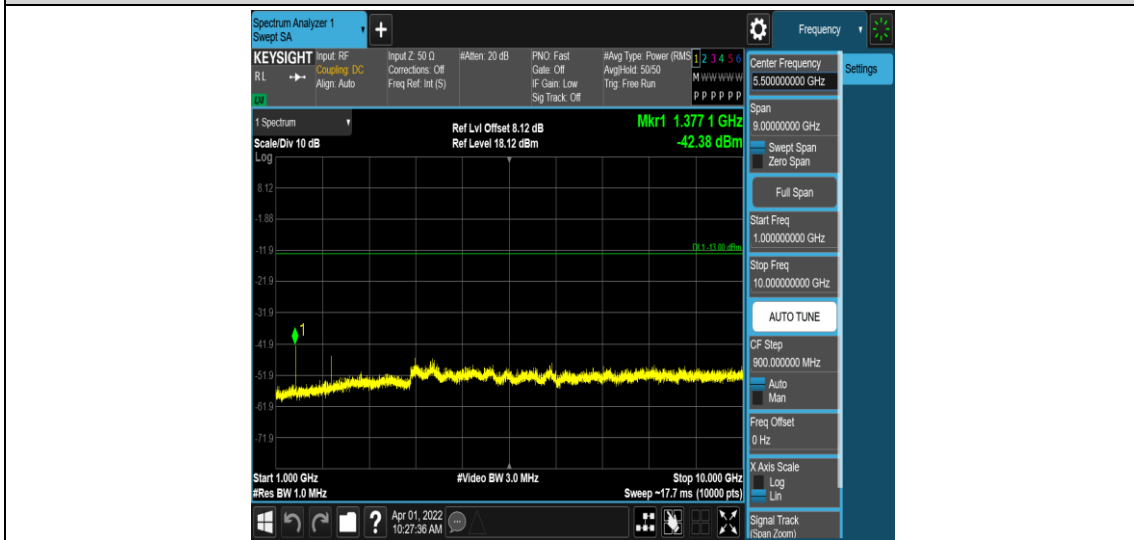 Spectrum Analyzer 1
Swept SA
+
Frequency
KEYSIGHT
RL
LXI
Input: RF
Coupling: DC
Align: Auto
Input Z: 50 Ω
Corrections: Off
Freq Ref: Int (S)
#Atten: 20 dB
PNO: Fast
Gate: Off
IF Gain: Low
Sig Track: Off
#Avg Type: Power (RMS
Avg|Hold: 50/50
Trig: Free Run
1 2 3 4 5 6
M W W W W W
P P P P P P
1 Spectrum
Scale/Div 10 dB
Log
Ref Lvl Offset 8.12 dB
Ref Level 18.12 dBm
Mkr1 1.377 1 GHz
-42.38 dBm
8.12
-1.88
-11.9
DL1 -13.00 dBm
-21.9
-31.9
1
-41.9
-51.9
-61.9
-71.9
Start 1.000 GHz
#Res BW 1.0 MHz
#Video BW 3.0 MHz
Stop 10.000 GHz
Sweep ~17.7 ms (10000 pts)
?
Apr 01, 2022
10:27:36 AM
Center Frequency
5.500000000 GHz
Settings
Span
9.00000000 GHz
Swept Span
Zero Span
Full Span
Start Freq
1.000000000 GHz
Stop Freq
10.000000000 GHz
AUTO TUNE
CF Step
900.000000 MHz
Auto
Man
Freq Offset
0 Hz
X Axis Scale
Log
Lin
Signal Track
(Span Zoom)